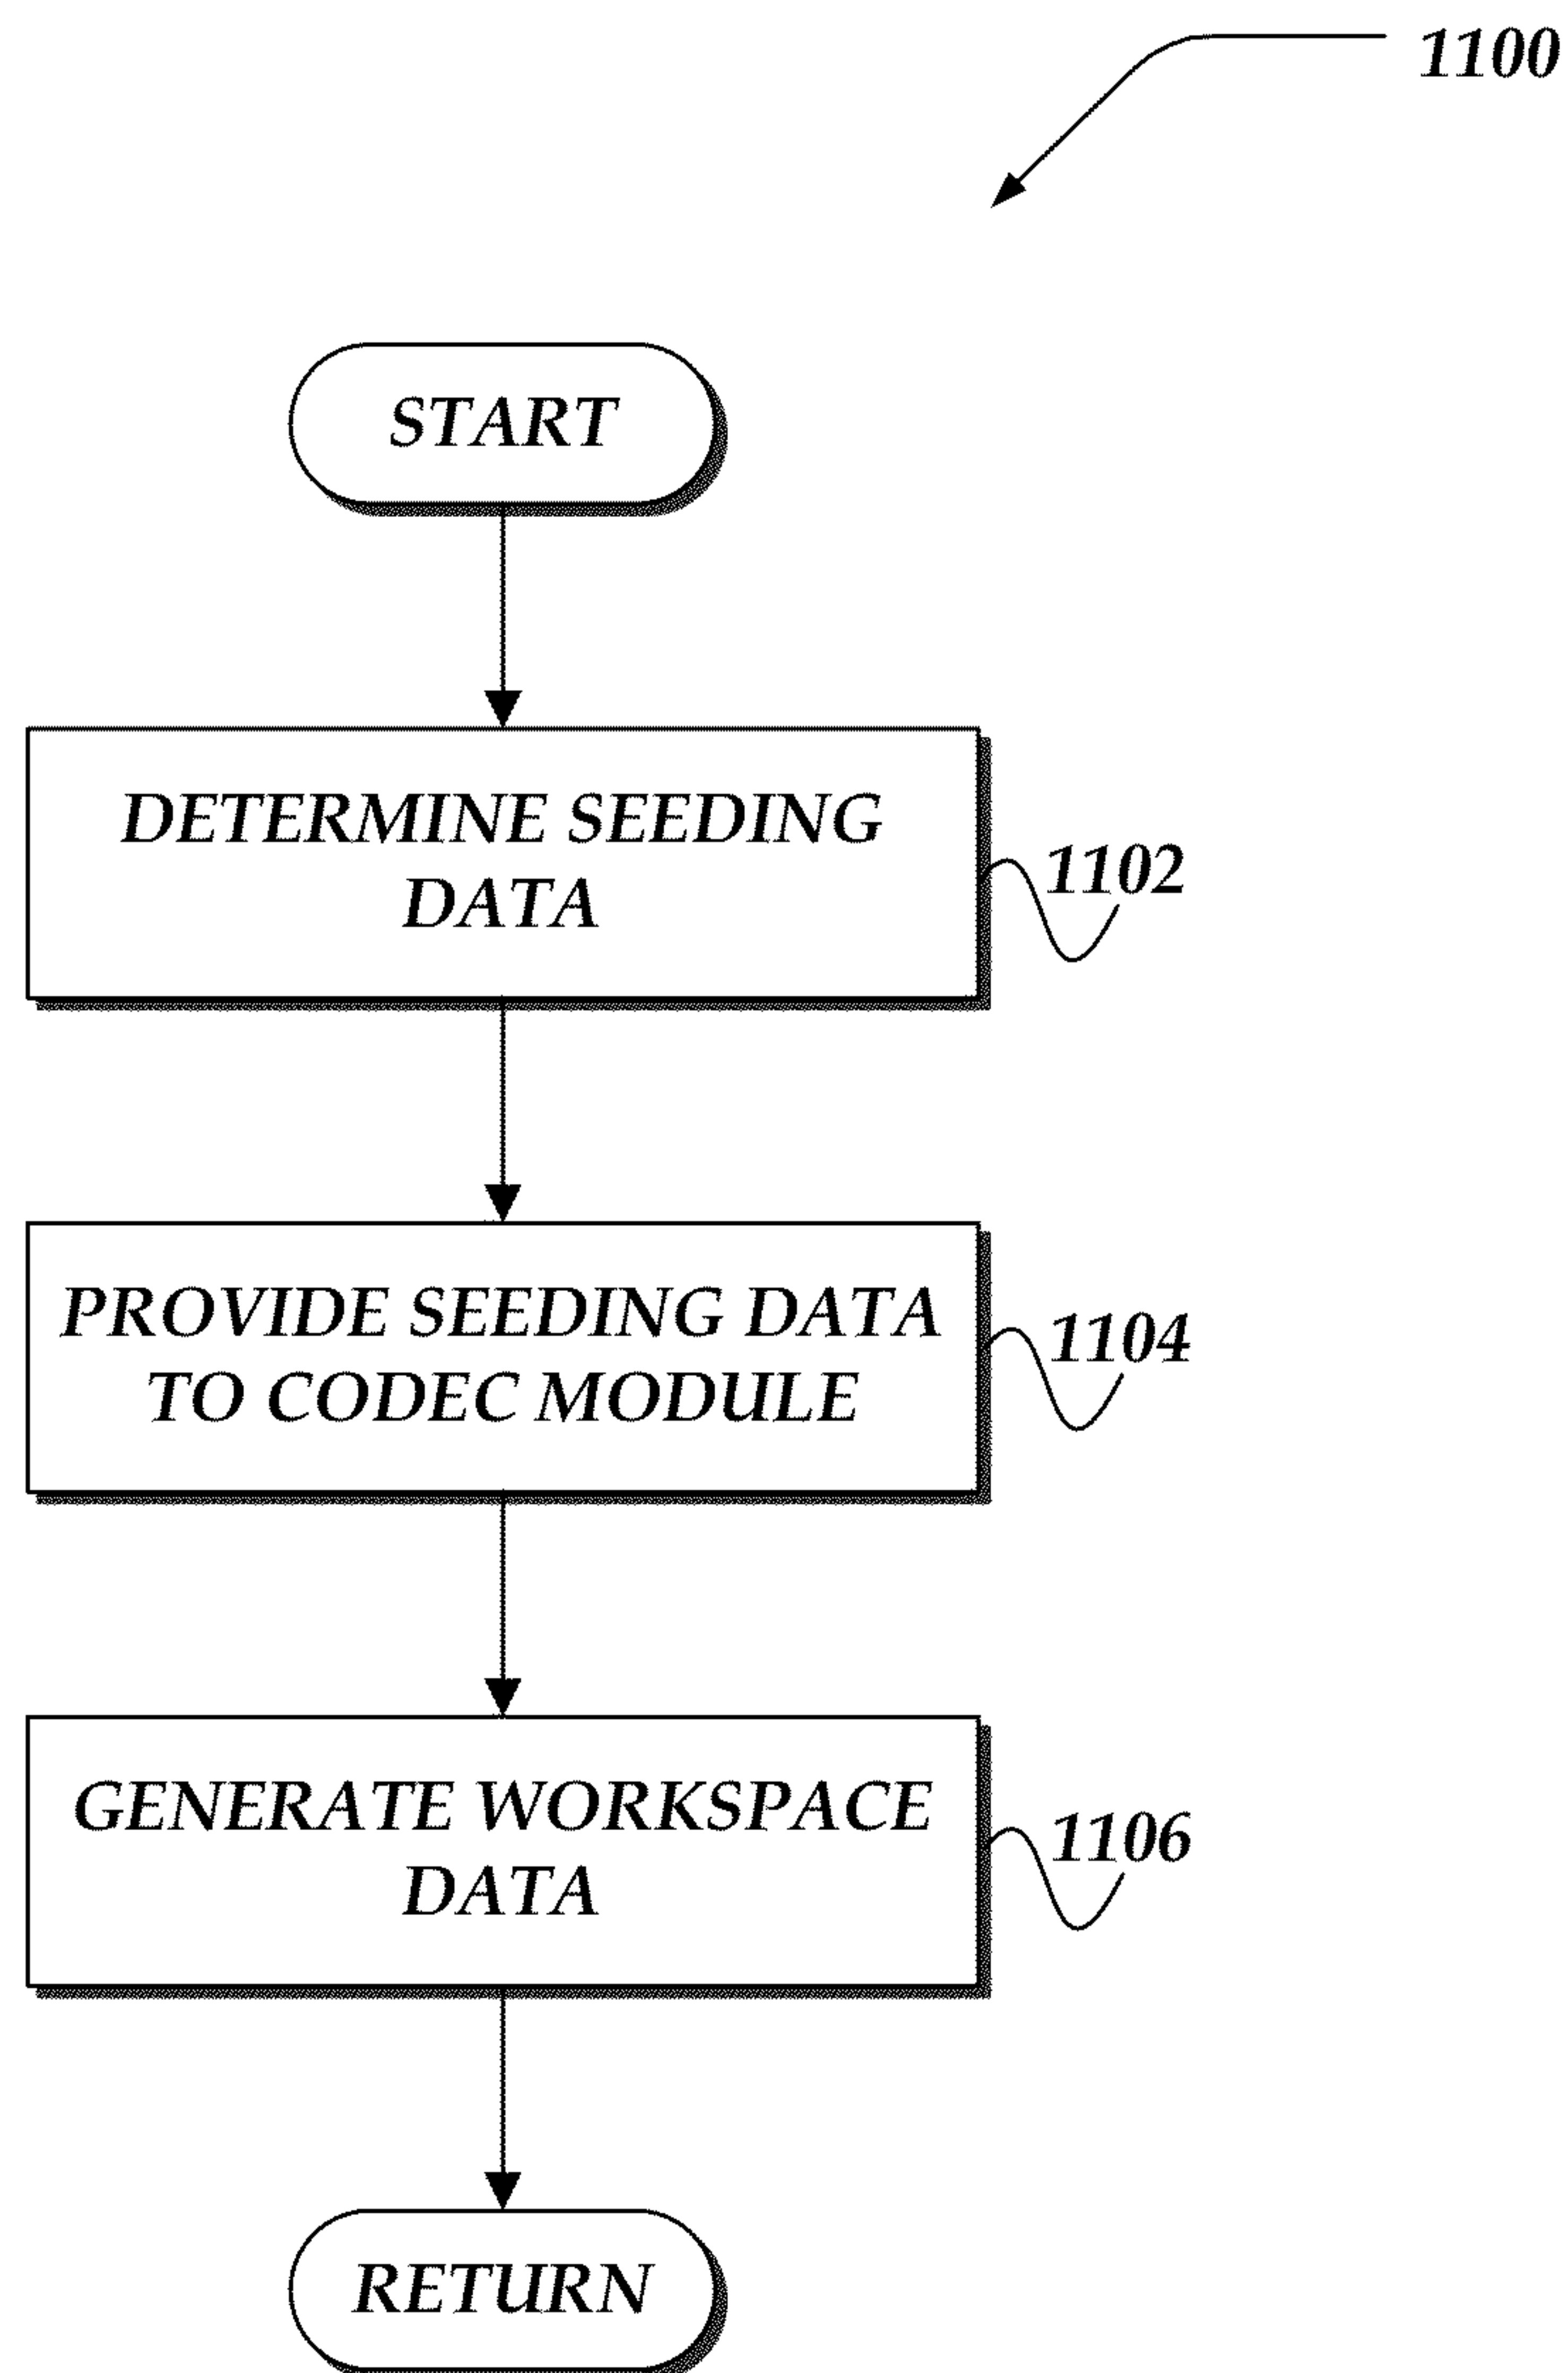 1100
START
DETERMINE SEEDING
DATA
1102
PROVIDE SEEDING DATA
TO CODEC MODULE
1104
GENERATE WORKSPACE
DATA
1106
RETURN